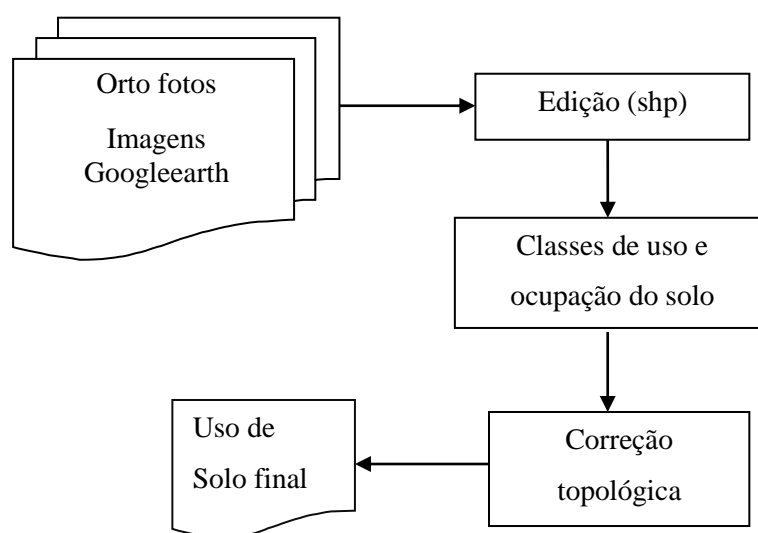 Orto fotos
Imagens
Googleearth
Edição (shp)
Classes de uso e
ocupação do solo
Correção
topológica
Uso de
Solo final